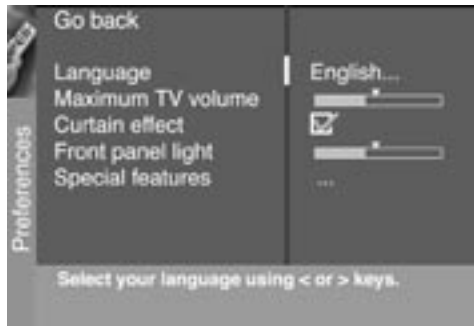 Go back
Language English...
Maximum TV volume
Curtain effect
Front panel light
Special features ...
Preferences
Select your language using < or > keys.